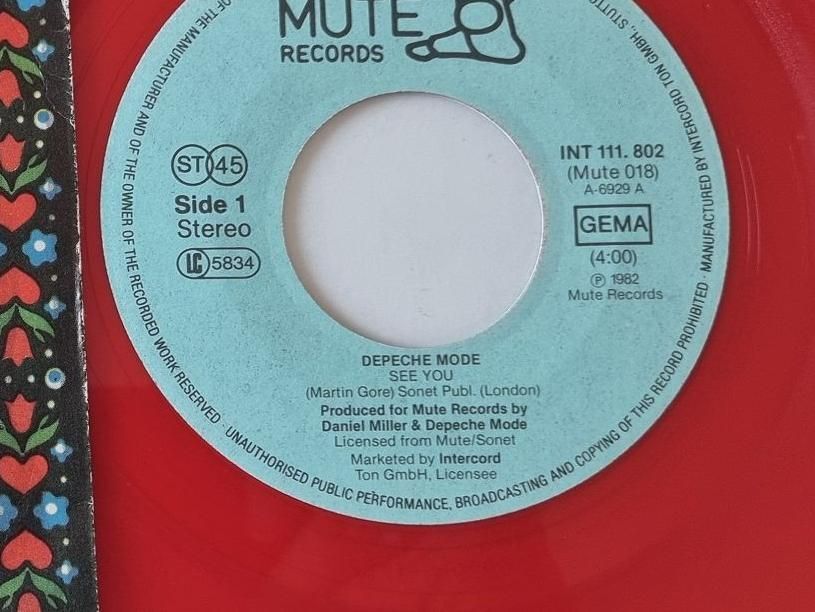 MUTE
RECORDS
ST 45
Side 1
Stereo
LC 5834
INT 111. 802
(Mute 018)
A-6929 A
GEMA
(4:00)
Ⓟ 1982
Mute Records
DEPECHE MODE
SEE YOU
(Martin Gore) Sonet Publ. (London)
Produced for Mute Records by
Daniel Miller & Depeche Mode
Licensed from Mute/Sonet
Marketed by Intercord
Ton GmbH, Licensee
OF THE MANUFACTURER AND OF THE OWNER OF THE RECORDED WORK RESERVED · UNAUTHORISED PUBLIC PERFORMANCE, BROADCASTING AND COPYING OF THIS RECORD PROHIBITED · MANUFACTURED BY INTERCORD TON GMBH.,